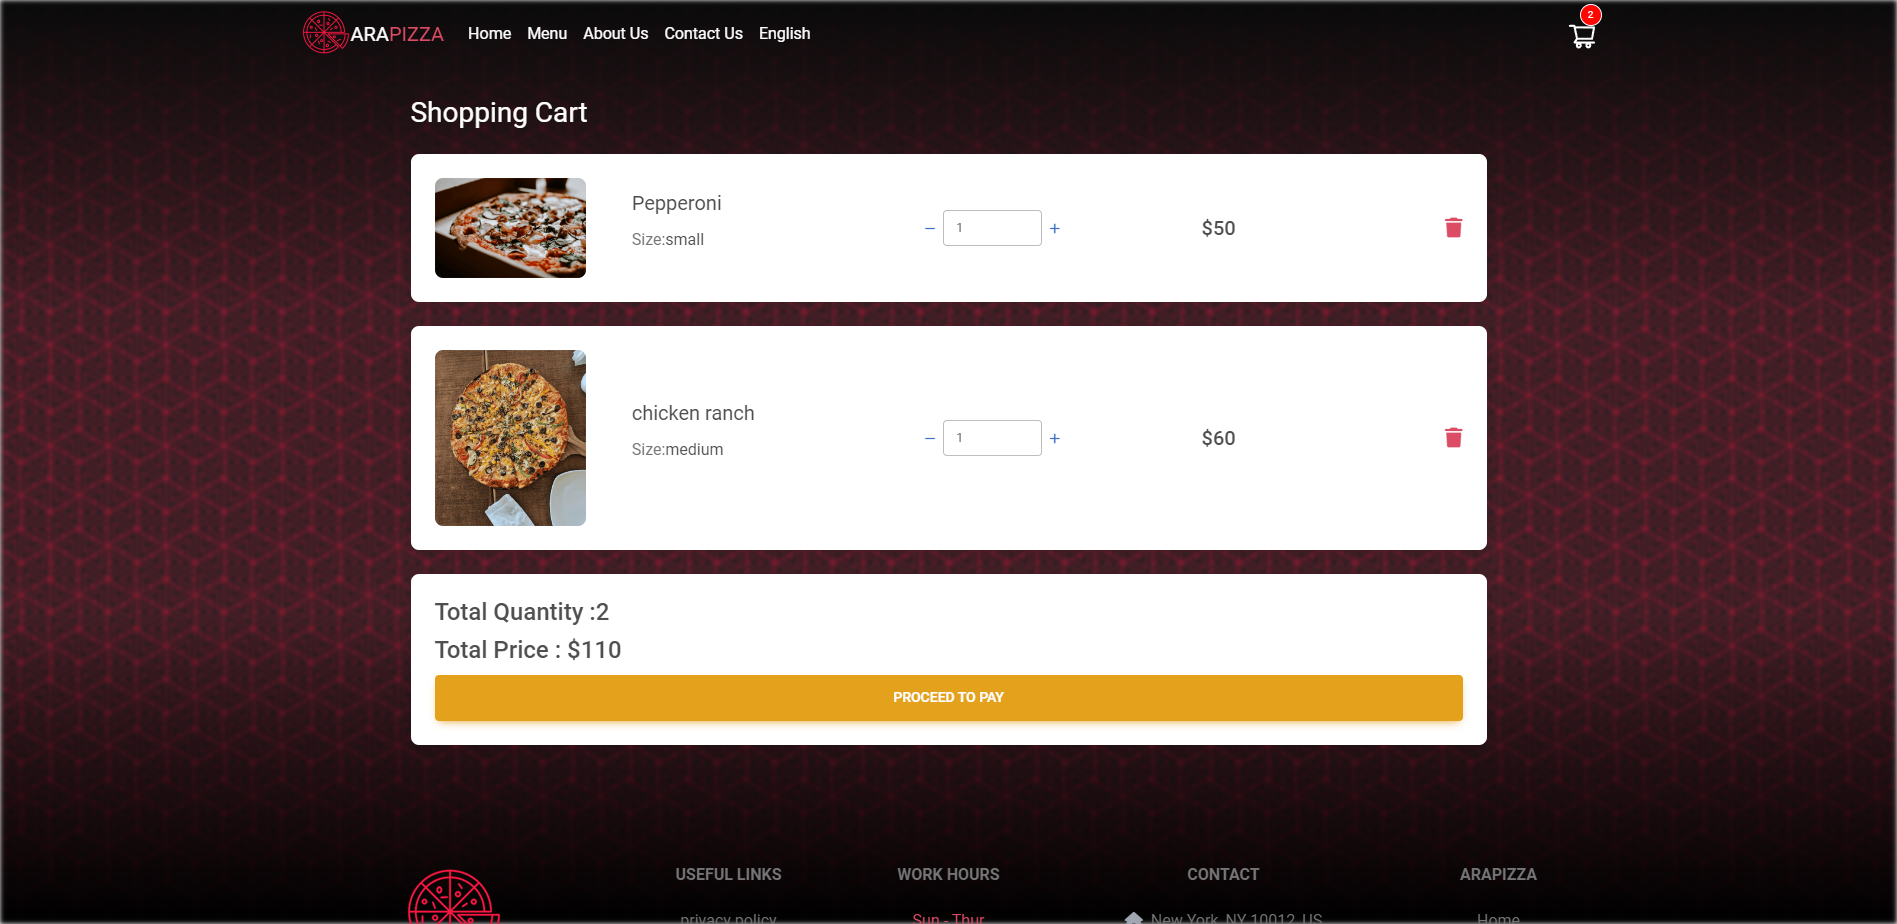 ARAPIZZA Home Menu About Us Contact Us English 2
Shopping Cart
Pepperoni
Size:small
− 1 + $50
chicken ranch
Size:medium
− 1 + $60
Total Quantity :2
Total Price : $110
PROCEED TO PAY
USEFUL LINKS WORK HOURS CONTACT ARAPIZZA
privacy policy Sun - Thur New York, NY 10012, US Home